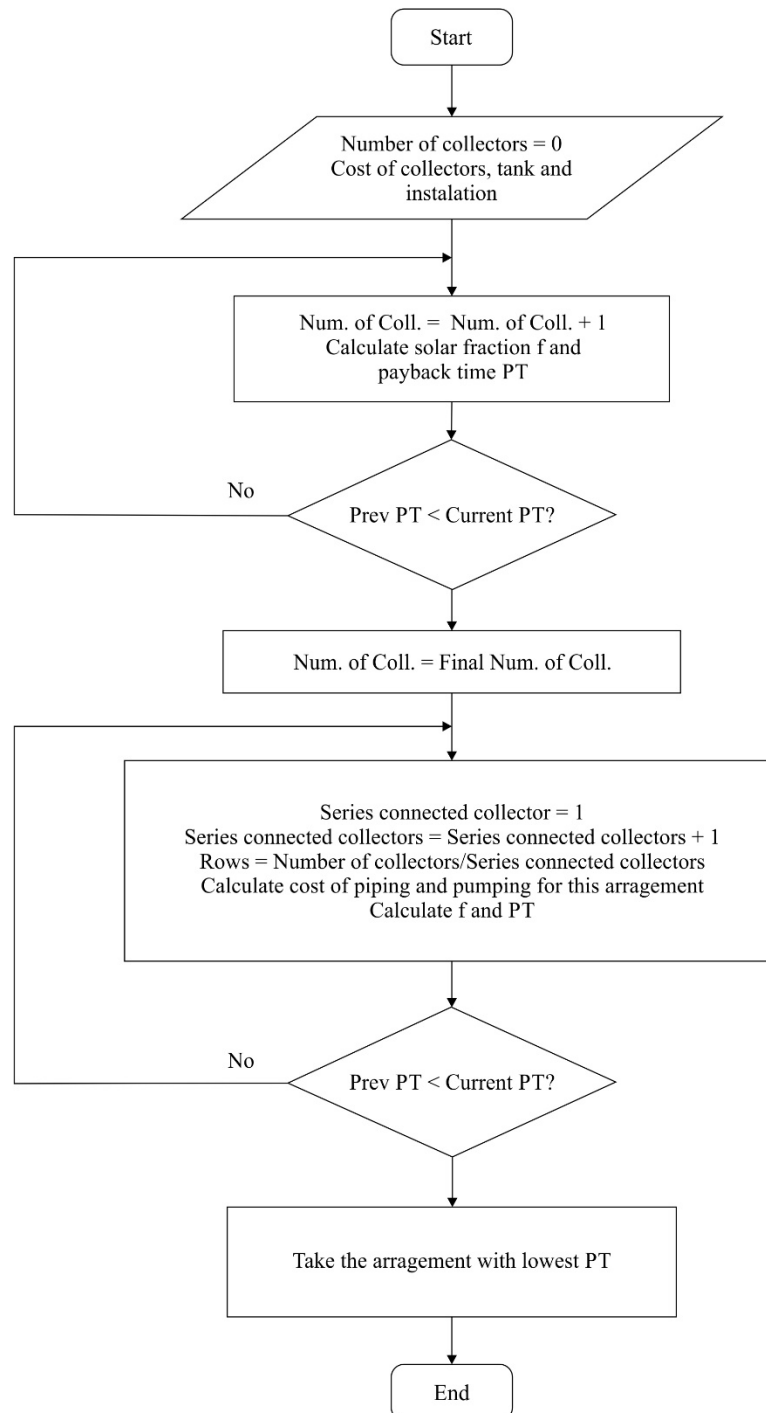 Start
Number of collectors = 0
Cost of collectors, tank and
instalation
Num. of Coll. = Num. of Coll. + 1
Calculate solar fraction f and
payback time PT
No
Prev PT < Current PT?
Num. of Coll. = Final Num. of Coll.
Series connected collector = 1
Series connected collectors = Series connected collectors + 1
Rows = Number of collectors/Series connected collectors
Calculate cost of piping and pumping for this arragement
Calculate f and PT
No
Prev PT < Current PT?
Take the arragement with lowest PT
End